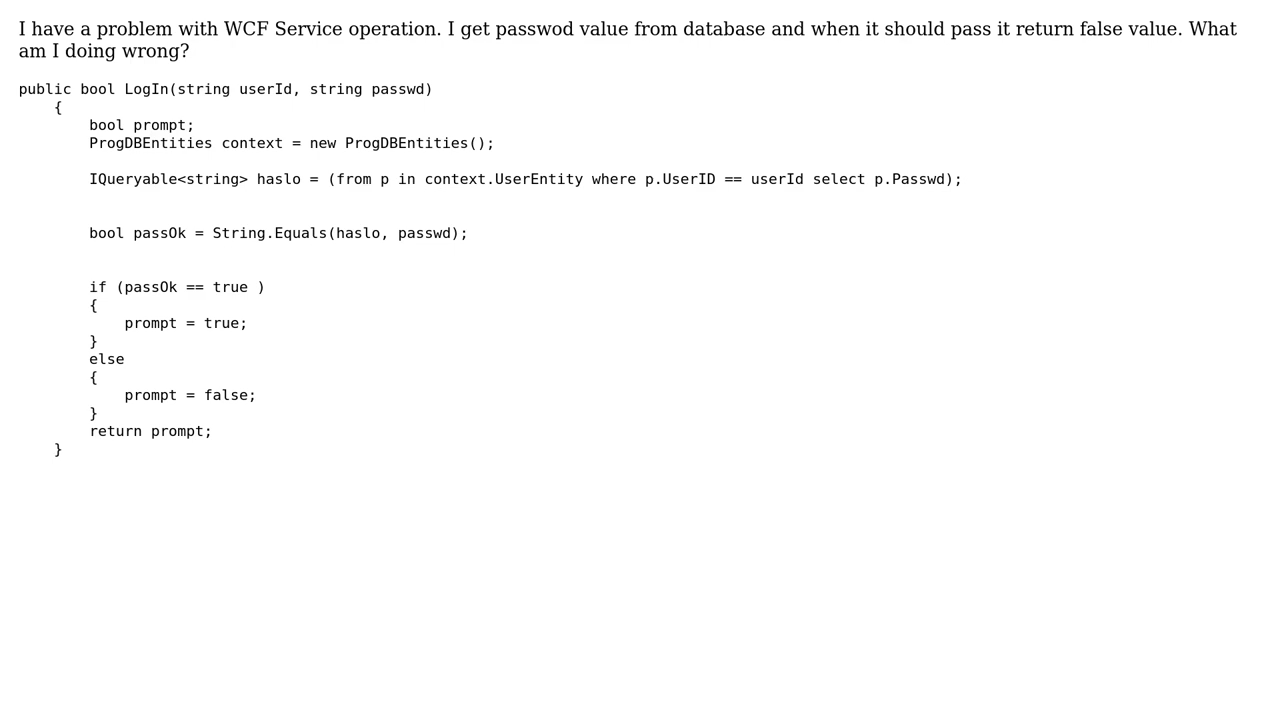 I have a problem with WCF Service operation. I get passwod value from database and when it should pass it return false value. What
am I doing wrong?
public bool LogIn(string userId, string passwd)
    {
        bool prompt;
        ProgDBEntities context = new ProgDBEntities();
        IQueryable<string> haslo = (from p in context.UserEntity where p.UserID == userId select p.Passwd);
        bool passOk = String.Equals(haslo, passwd);
        if (passOk == true )
        {
            prompt = true;
        }
        else
        {
            prompt = false;
        }
        return prompt;
    }